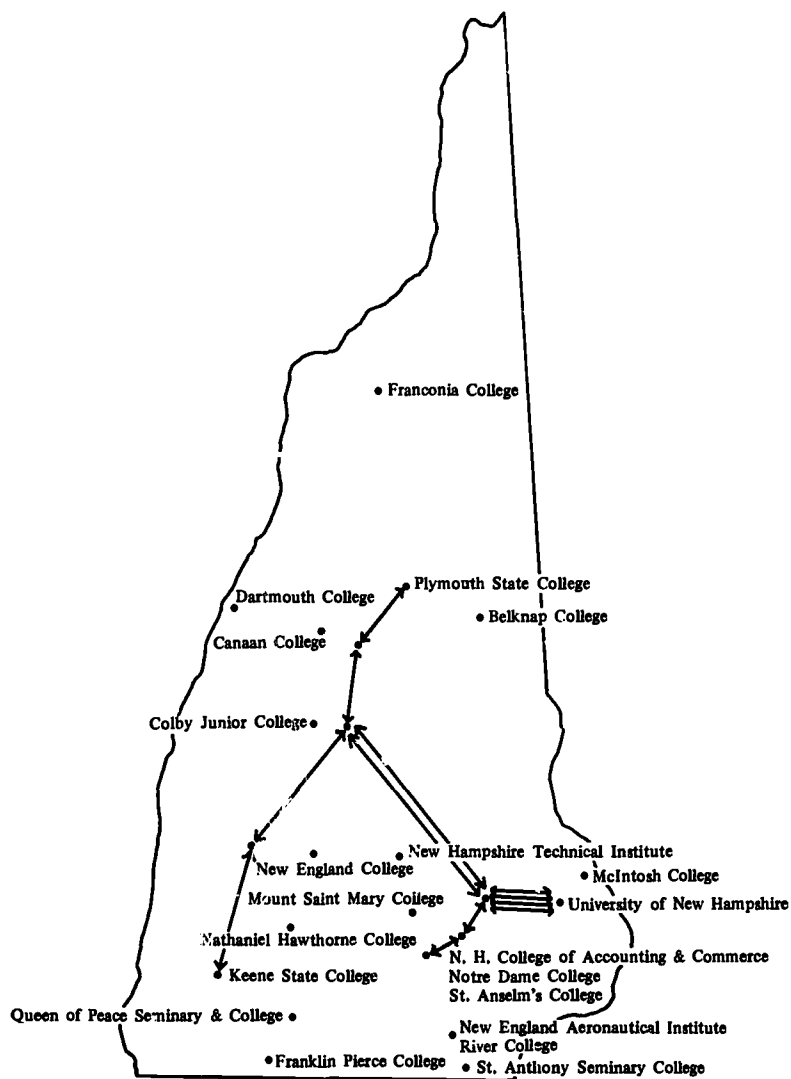 Franconia College
Plymouth State College
Dartmouth College
Belknap College
Canaan College
Colby Junior College
New Hampshire Technical Institute
New England College
McIntosh College
Mount Saint Mary College
University of New Hampshire
Nathaniel Hawthorne College
N. H. College of Accounting & Commerce
Notre Dame College
St. Anselm's College
Keene State College
Queen of Peace Seminary & College
New England Aeronautical Institute
River College
Franklin Pierce College
St. Anthony Seminary College